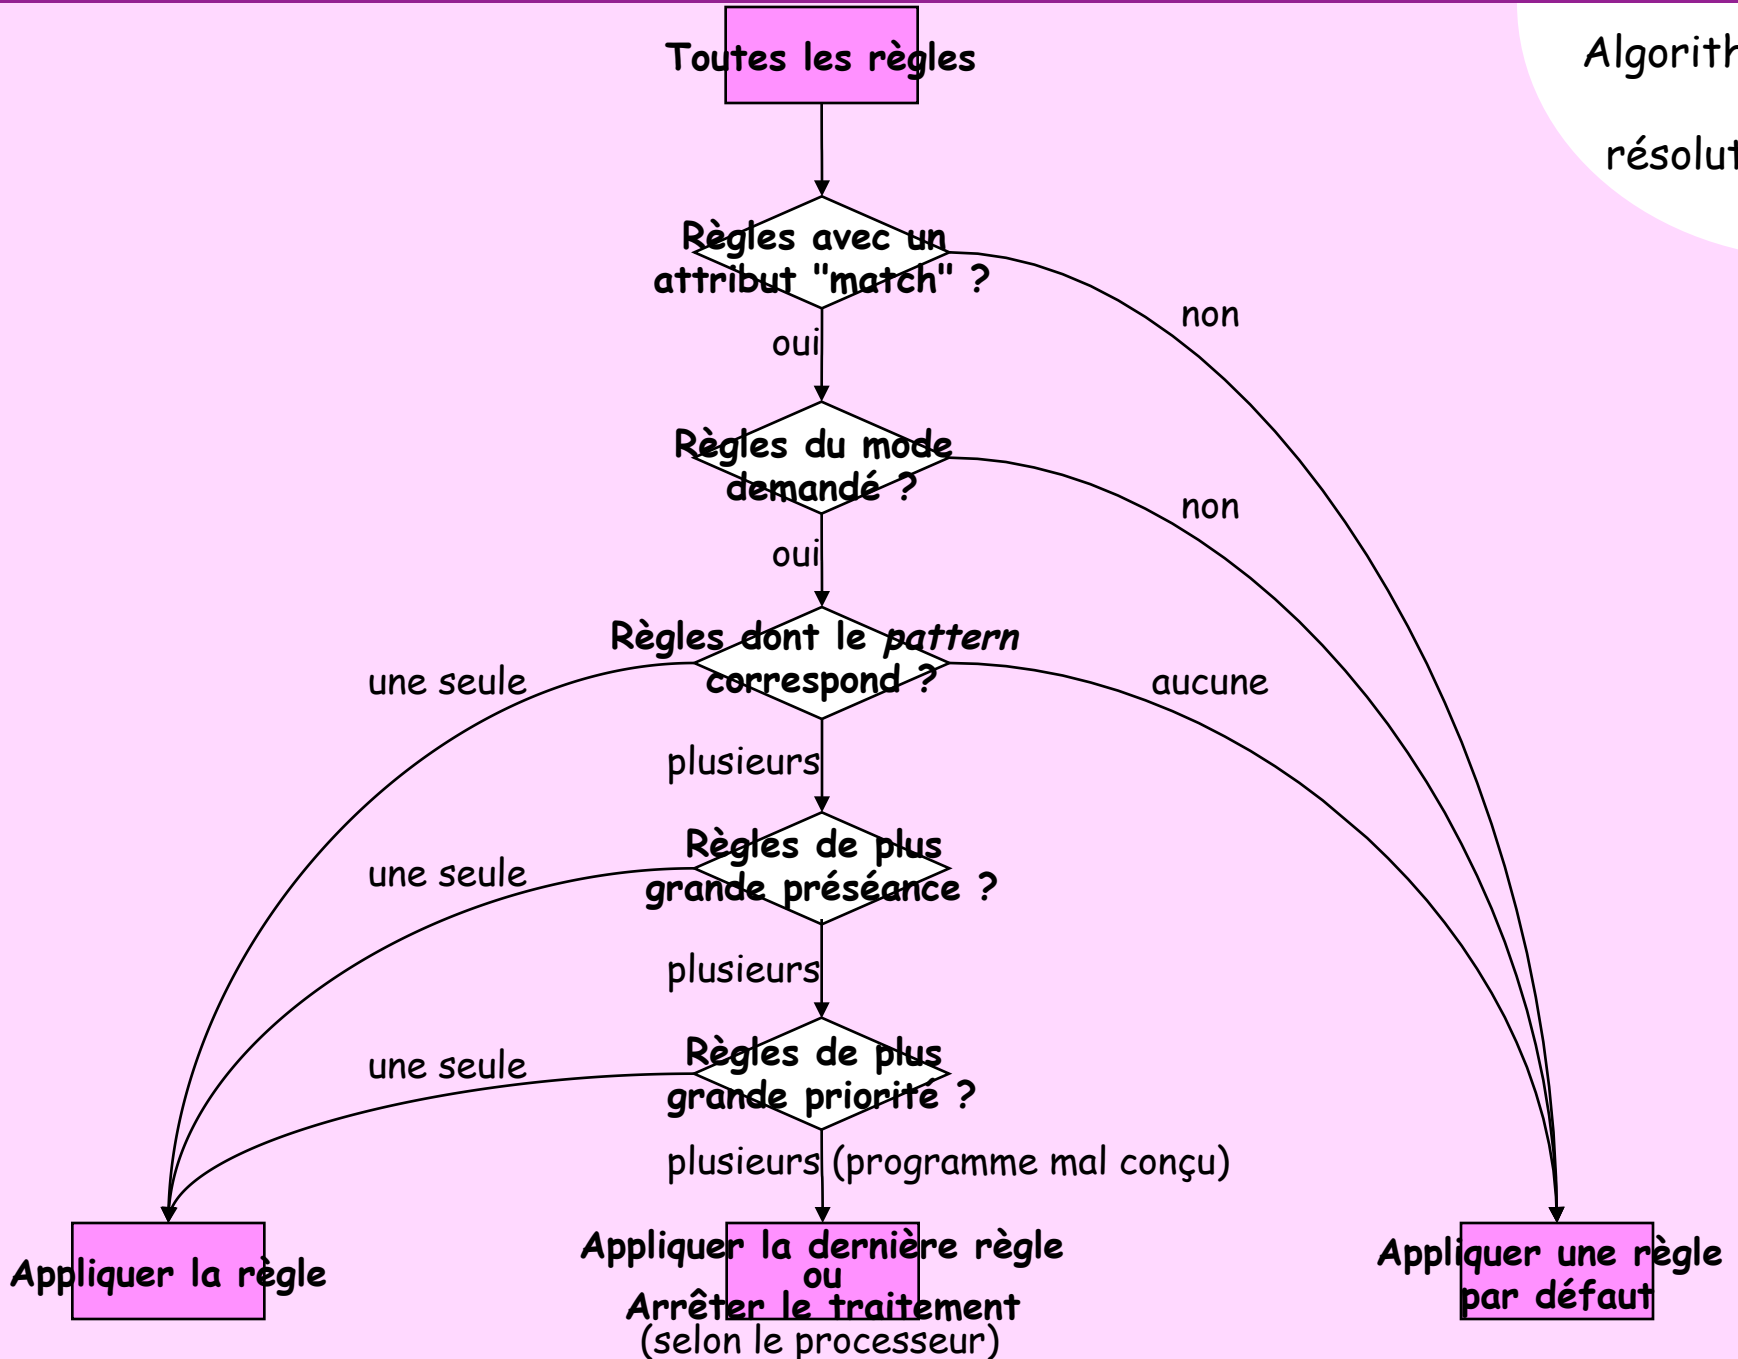 Toutes les règles
Règles avec un
attribut "match" ?
non
oui
Règles du mode
demandé ?
non
oui
Règles dont le pattern
correspond ?
une seule
aucune
plusieurs
Règles de plus
grande préséance ?
une seule
plusieurs
Règles de plus
grande priorité ?
une seule
plusieurs (programme mal conçu)
Appliquer la règle
Appliquer la dernière règle
ou
Arrêter le traitement
(selon le processeur)
Appliquer une règle
par défaut